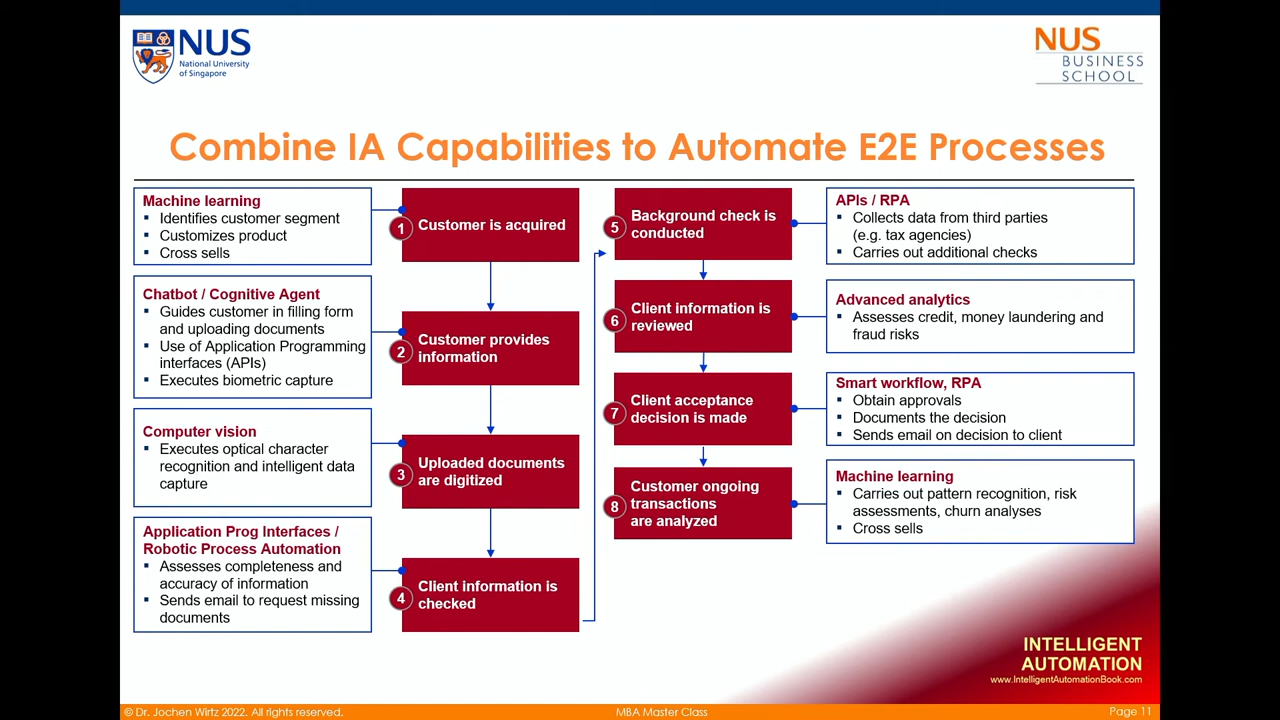 NUS
National University
of Singapore
NUS
BUSINESS
SCHOOL
Combine IA Capabilities to Automate E2E Processes
Machine learning
▪ Identifies customer segment
▪ Customizes product
▪ Cross sells
1
Customer is acquired
Chatbot / Cognitive Agent
▪ Guides customer in filling form
and uploading documents
▪ Use of Application Programming
interfaces (APIs)
▪ Executes biometric capture
2
Customer provides
information
Computer vision
▪ Executes optical character
recognition and intelligent data
capture
3
Uploaded documents
are digitized
Application Prog Interfaces /
Robotic Process Automation
▪ Assesses completeness and
accuracy of information
▪ Sends email to request missing
documents
4
Client information is
checked
5
Background check is
conducted
APIs / RPA
▪ Collects data from third parties
(e.g. tax agencies)
▪ Carries out additional checks
6
Client information is
reviewed
Advanced analytics
▪ Assesses credit, money laundering and
fraud risks
7
Client acceptance
decision is made
Smart workflow, RPA
▪ Obtain approvals
▪ Documents the decision
▪ Sends email on decision to client
8
Customer ongoing
transactions
are analyzed
Machine learning
▪ Carries out pattern recognition, risk
assessments, churn analyses
▪ Cross sells
INTELLIGENT
AUTOMATION
www.IntelligentAutomationBook.com
© Dr. Jochen Wirtz 2022. All rights reserved.
MBA Master Class
Page 11